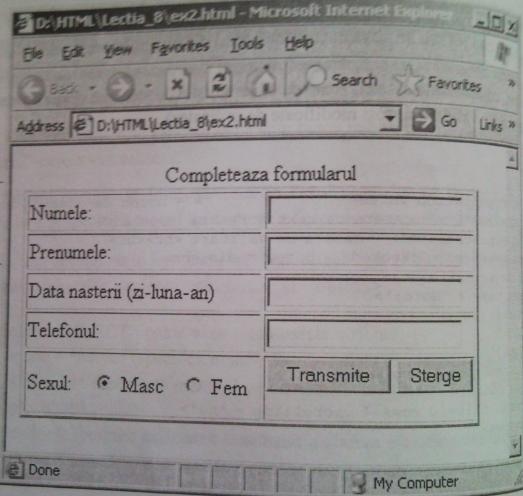 D:\HTML\Lectia_8\ex2.html - Microsoft Internet Explorer
File Edit View Favorites Tools Help
Back Search Favorites »
Address D:\HTML\Lectia_8\ex2.html Go Links »
Completeaza formularul
Numele:
Prenumele:
Data nasterii (zi-luna-an)
Telefonul:
Sexul: Masc Fem Transmite Sterge
Done My Computer